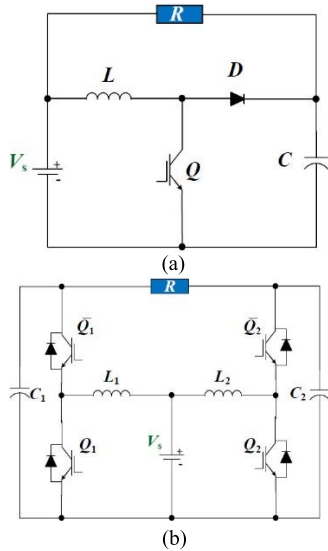 R
L D
Vs + - Q C
(a)
R
Q̅1 Q̅2
C1 L1 L2 C2
Q1 Vs + - Q2
(b)